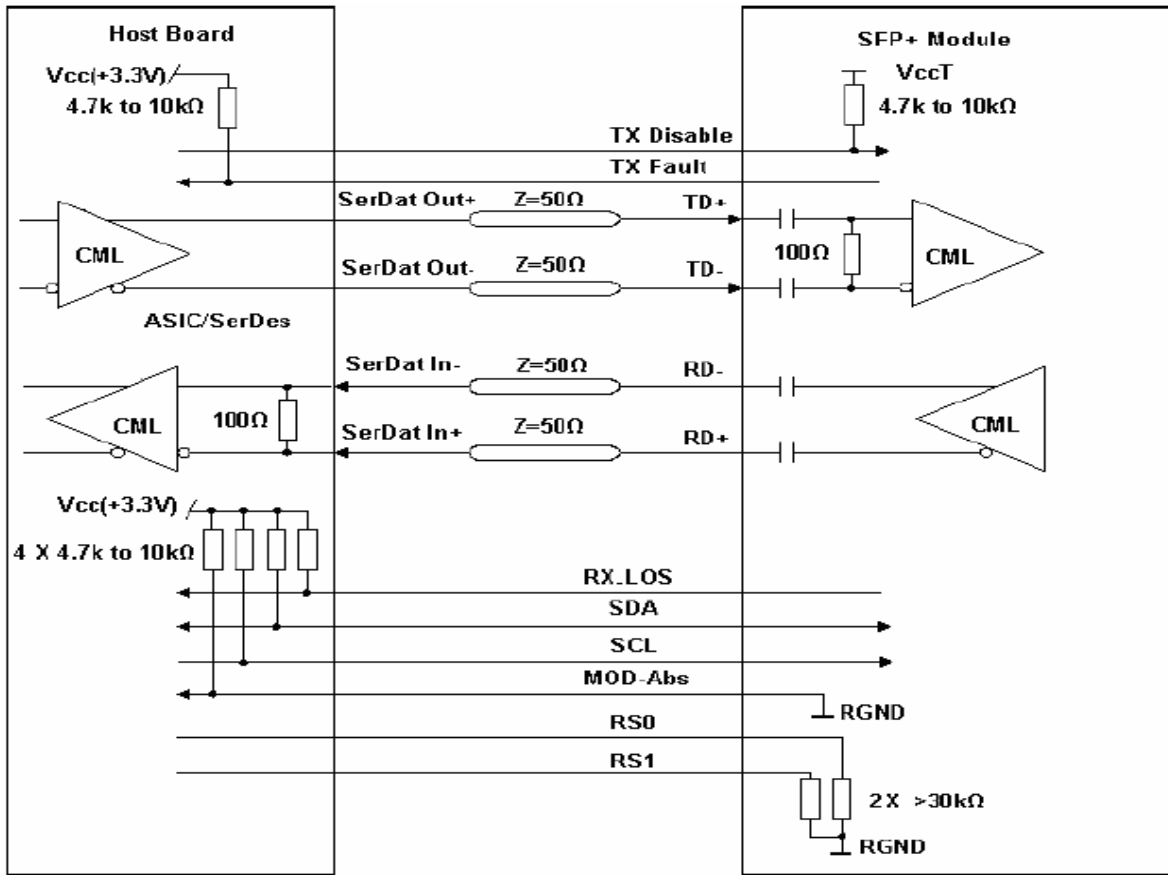 Host Board
SFP+ Module
Vcc(+3.3V)
4.7k to 10kΩ
VccT
4.7k to 10kΩ
TX Disable
TX Fault
SerDat Out+
Z=50Ω
TD+
CML
100Ω
CML
SerDat Out-
Z=50Ω
TD-
ASIC/SerDes
SerDat In-
Z=50Ω
RD-
CML
100Ω
SerDat In+
Z=50Ω
RD+
CML
Vcc(+3.3V)
4 X 4.7k to 10kΩ
RX_LOS
SDA
SCL
MOD-Abs
RGND
RS0
RS1
2X >30kΩ
RGND